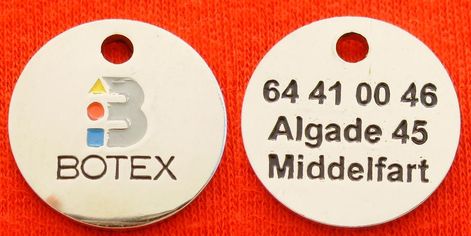 B
BOTEX
64 41 00 46
Algade 45
Middelfart